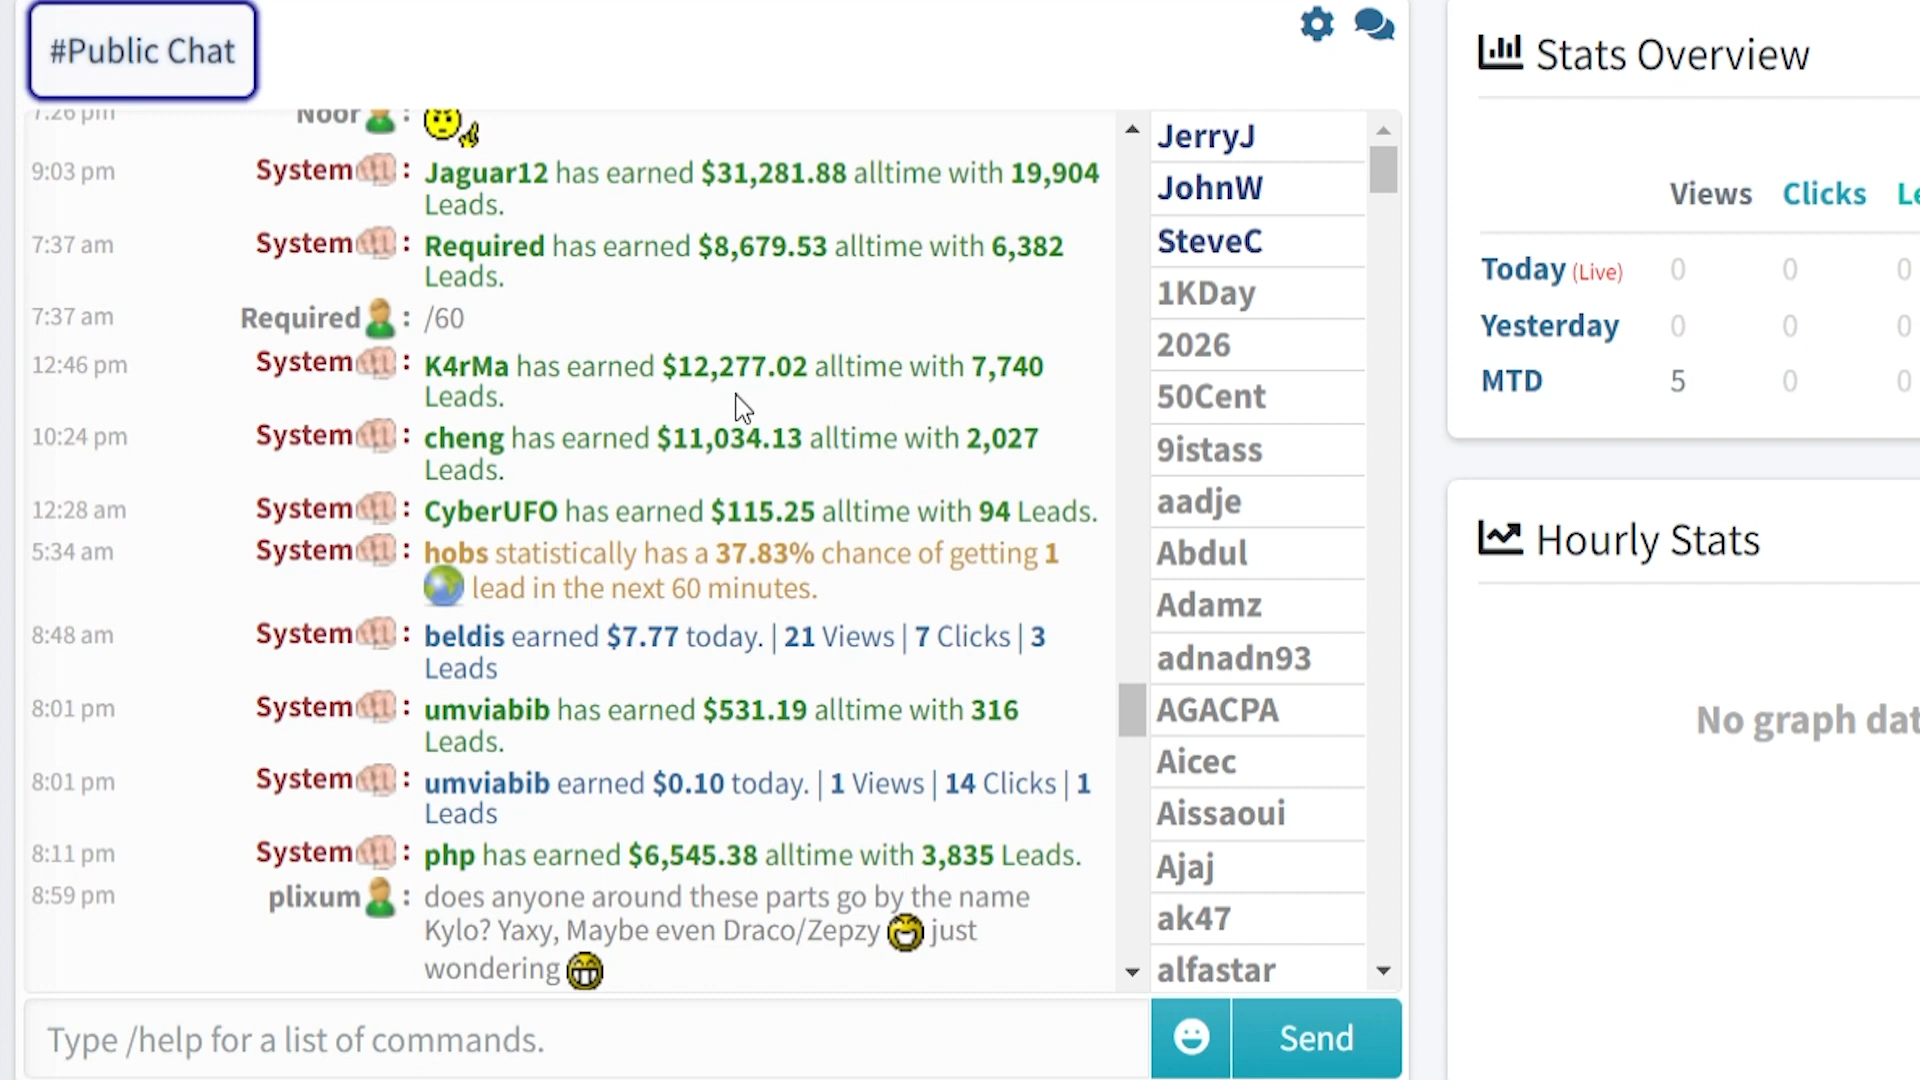 #Public Chat
7:26 pm Noor :
9:03 pm System : Jaguar12 has earned $31,281.88 alltime with 19,904
Leads.
7:37 am System : Required has earned $8,679.53 alltime with 6,382
Leads.
7:37 am Required : /60
12:46 pm System : K4rMa has earned $12,277.02 alltime with 7,740
Leads.
10:24 pm System : cheng has earned $11,034.13 alltime with 2,027
Leads.
12:28 am System : CyberUFO has earned $115.25 alltime with 94 Leads.
5:34 am System : hobs statistically has a 37.83% chance of getting 1
lead in the next 60 minutes.
8:48 am System : beldis earned $7.77 today. | 21 Views | 7 Clicks | 3
Leads
8:01 pm System : umviabib has earned $531.19 alltime with 316
Leads.
8:01 pm System : umviabib earned $0.10 today. | 1 Views | 14 Clicks | 1
Leads
8:11 pm System : php has earned $6,545.38 alltime with 3,835 Leads.
8:59 pm plixum : does anyone around these parts go by the name
Kylo? Yaxy, Maybe even Draco/Zepzy just
wondering
Type /help for a list of commands.
Send
JerryJ
JohnW
SteveC
1KDay
2026
50Cent
9istass
aadje
Abdul
Adamz
adnadn93
AGACPA
Aicec
Aissaoui
Ajaj
ak47
alfastar
Stats Overview
Views Clicks Le
Today (Live) 0 0 0
Yesterday 0 0 0
MTD 5 0 0
Hourly Stats
No graph dat